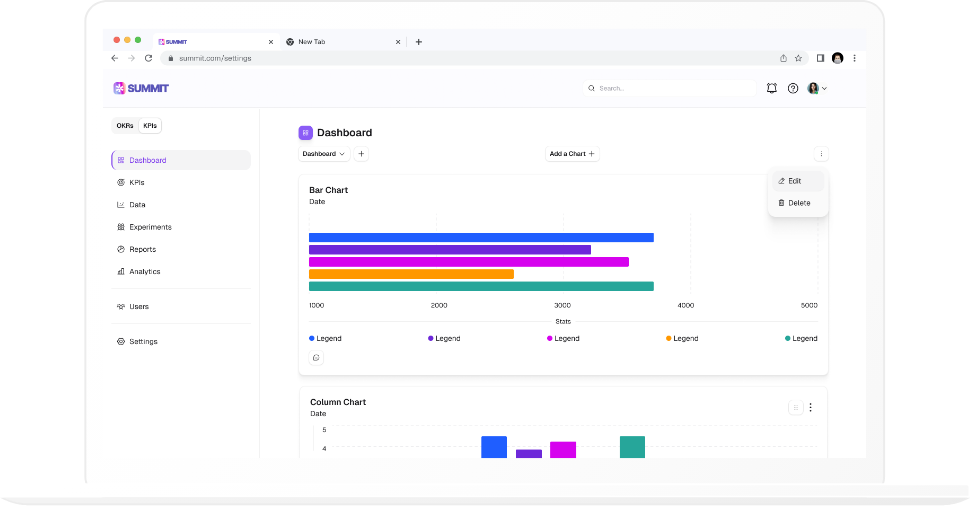 SUMMIT
New Tab
summit.com/settings
SUMMIT
Search...
OKRs KPIs
Dashboard
KPIs
Data
Experiments
Reports
Analytics
Users
Settings
Dashboard
Dashboard
Add a Chart
Edit
Delete
Bar Chart
Date
1000 2000 3000 4000 5000
Stats
Legend Legend Legend Legend Legend
Column Chart
Date
5
4